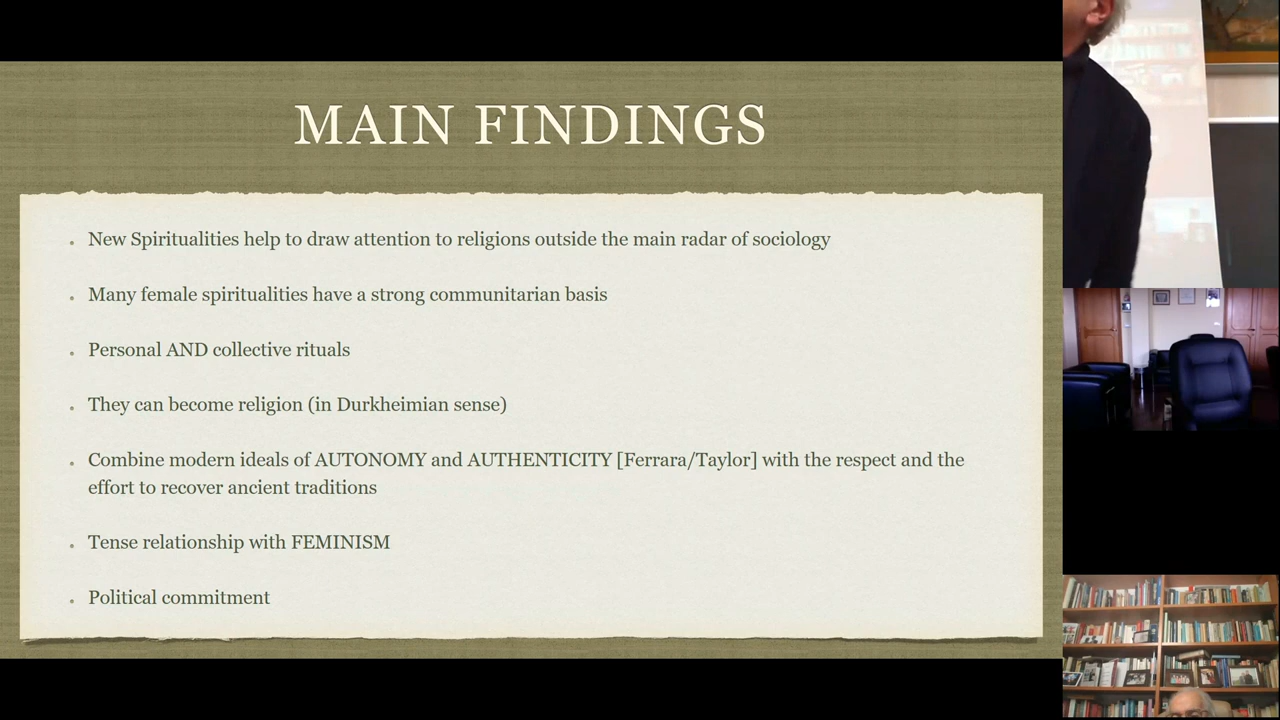 MAIN FINDINGS
New Spiritualities help to draw attention to religions outside the main radar of sociology
Many female spiritualities have a strong communitarian basis
Personal AND collective rituals
They can become religion (in Durkheimian sense)
Combine modern ideals of AUTONOMY and AUTHENTICITY [Ferrara/Taylor] with the respect and the
effort to recover ancient traditions
Tense relationship with FEMINISM
Political commitment